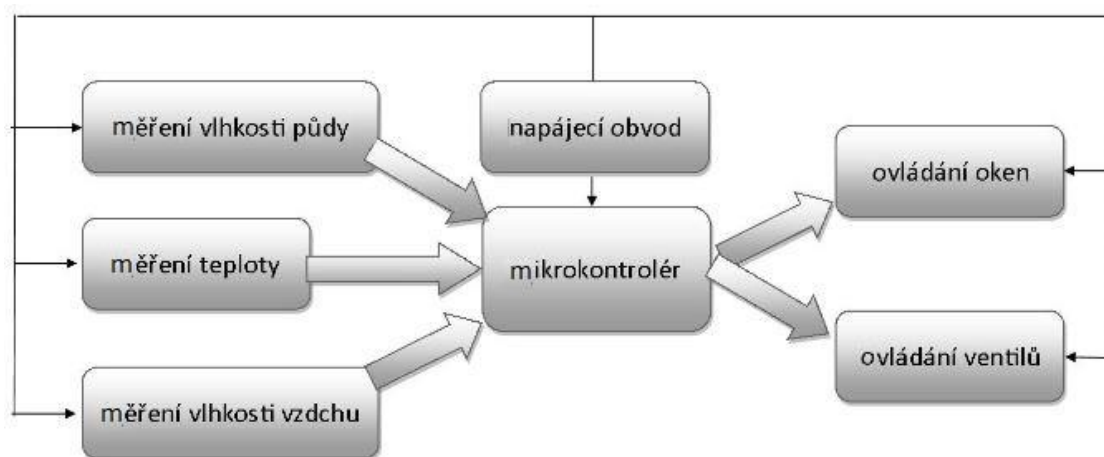 měření vlhkosti půdy
napájecí obvod
ovládání oken
měření teploty
mikrokontrolér
ovládání ventilů
měření vlhkosti vzdchu